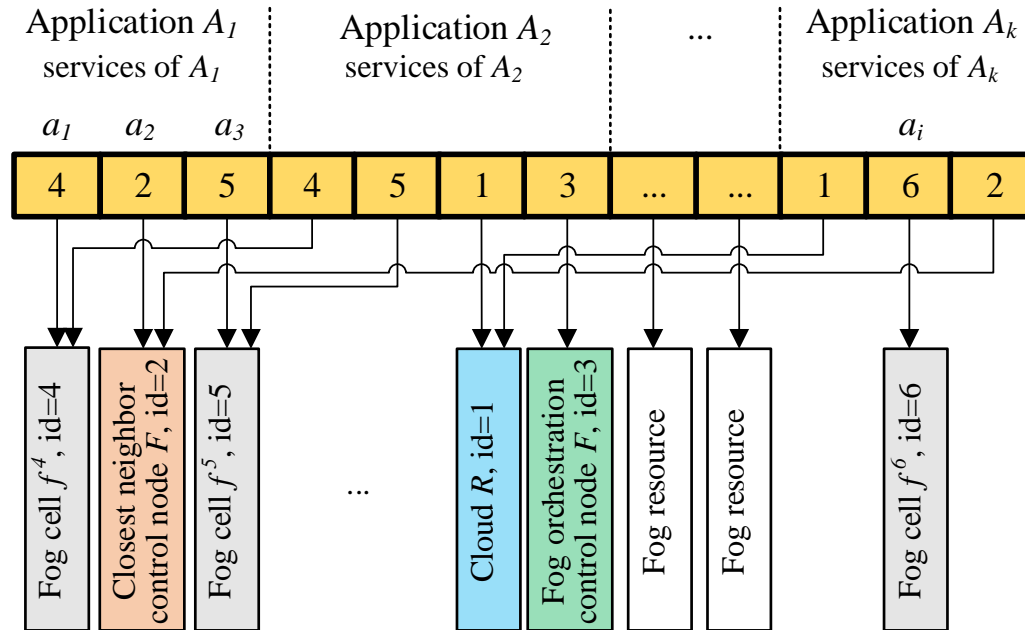 Application A1
services of A1
Application A2
services of A2
...
Application Ak
services of Ak
a1 a2 a3 ai
4 2 5 4 5 1 3 ... ... 1 6 2
Fog cell f 4, id=4
Closest neighbor
control node F, id=2
Fog cell f 5, id=5
...
Cloud R, id=1
Fog orchestration
control node F, id=3
Fog resource
Fog resource
Fog cell f 6, id=6